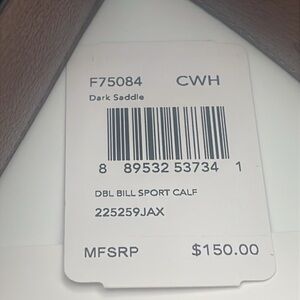 F75084 CWH
Dark Saddle
8 89532 53734 1
DBL BILL SPORT CALF
225259JAX
MFSRP $150.00